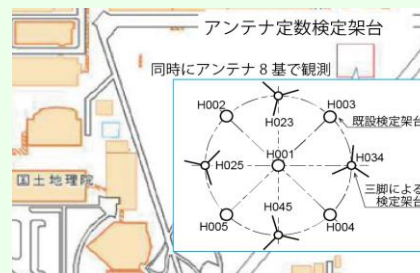 アンテナ定数検定架台
同時にアンテナ8基で観測
H002
H023
H003
既設検定架台
H001
H025
H034
三脚による
検定架台
H045
H005
H004
国土地理院